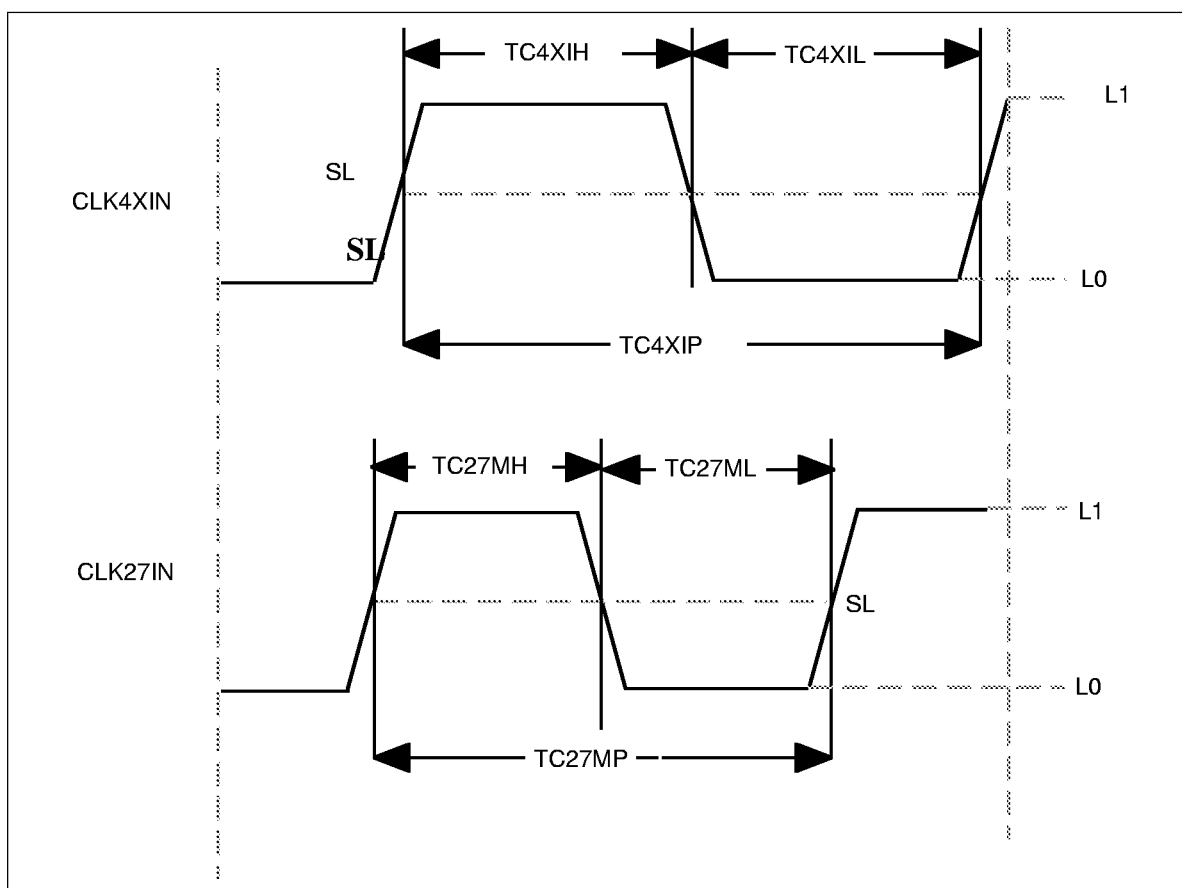 TC4XIH
TC4XIL
L1
SL
CLK4XIN
SL
L0
TC4XIP
TC27MH
TC27ML
L1
CLK27IN
SL
L0
TC27MP